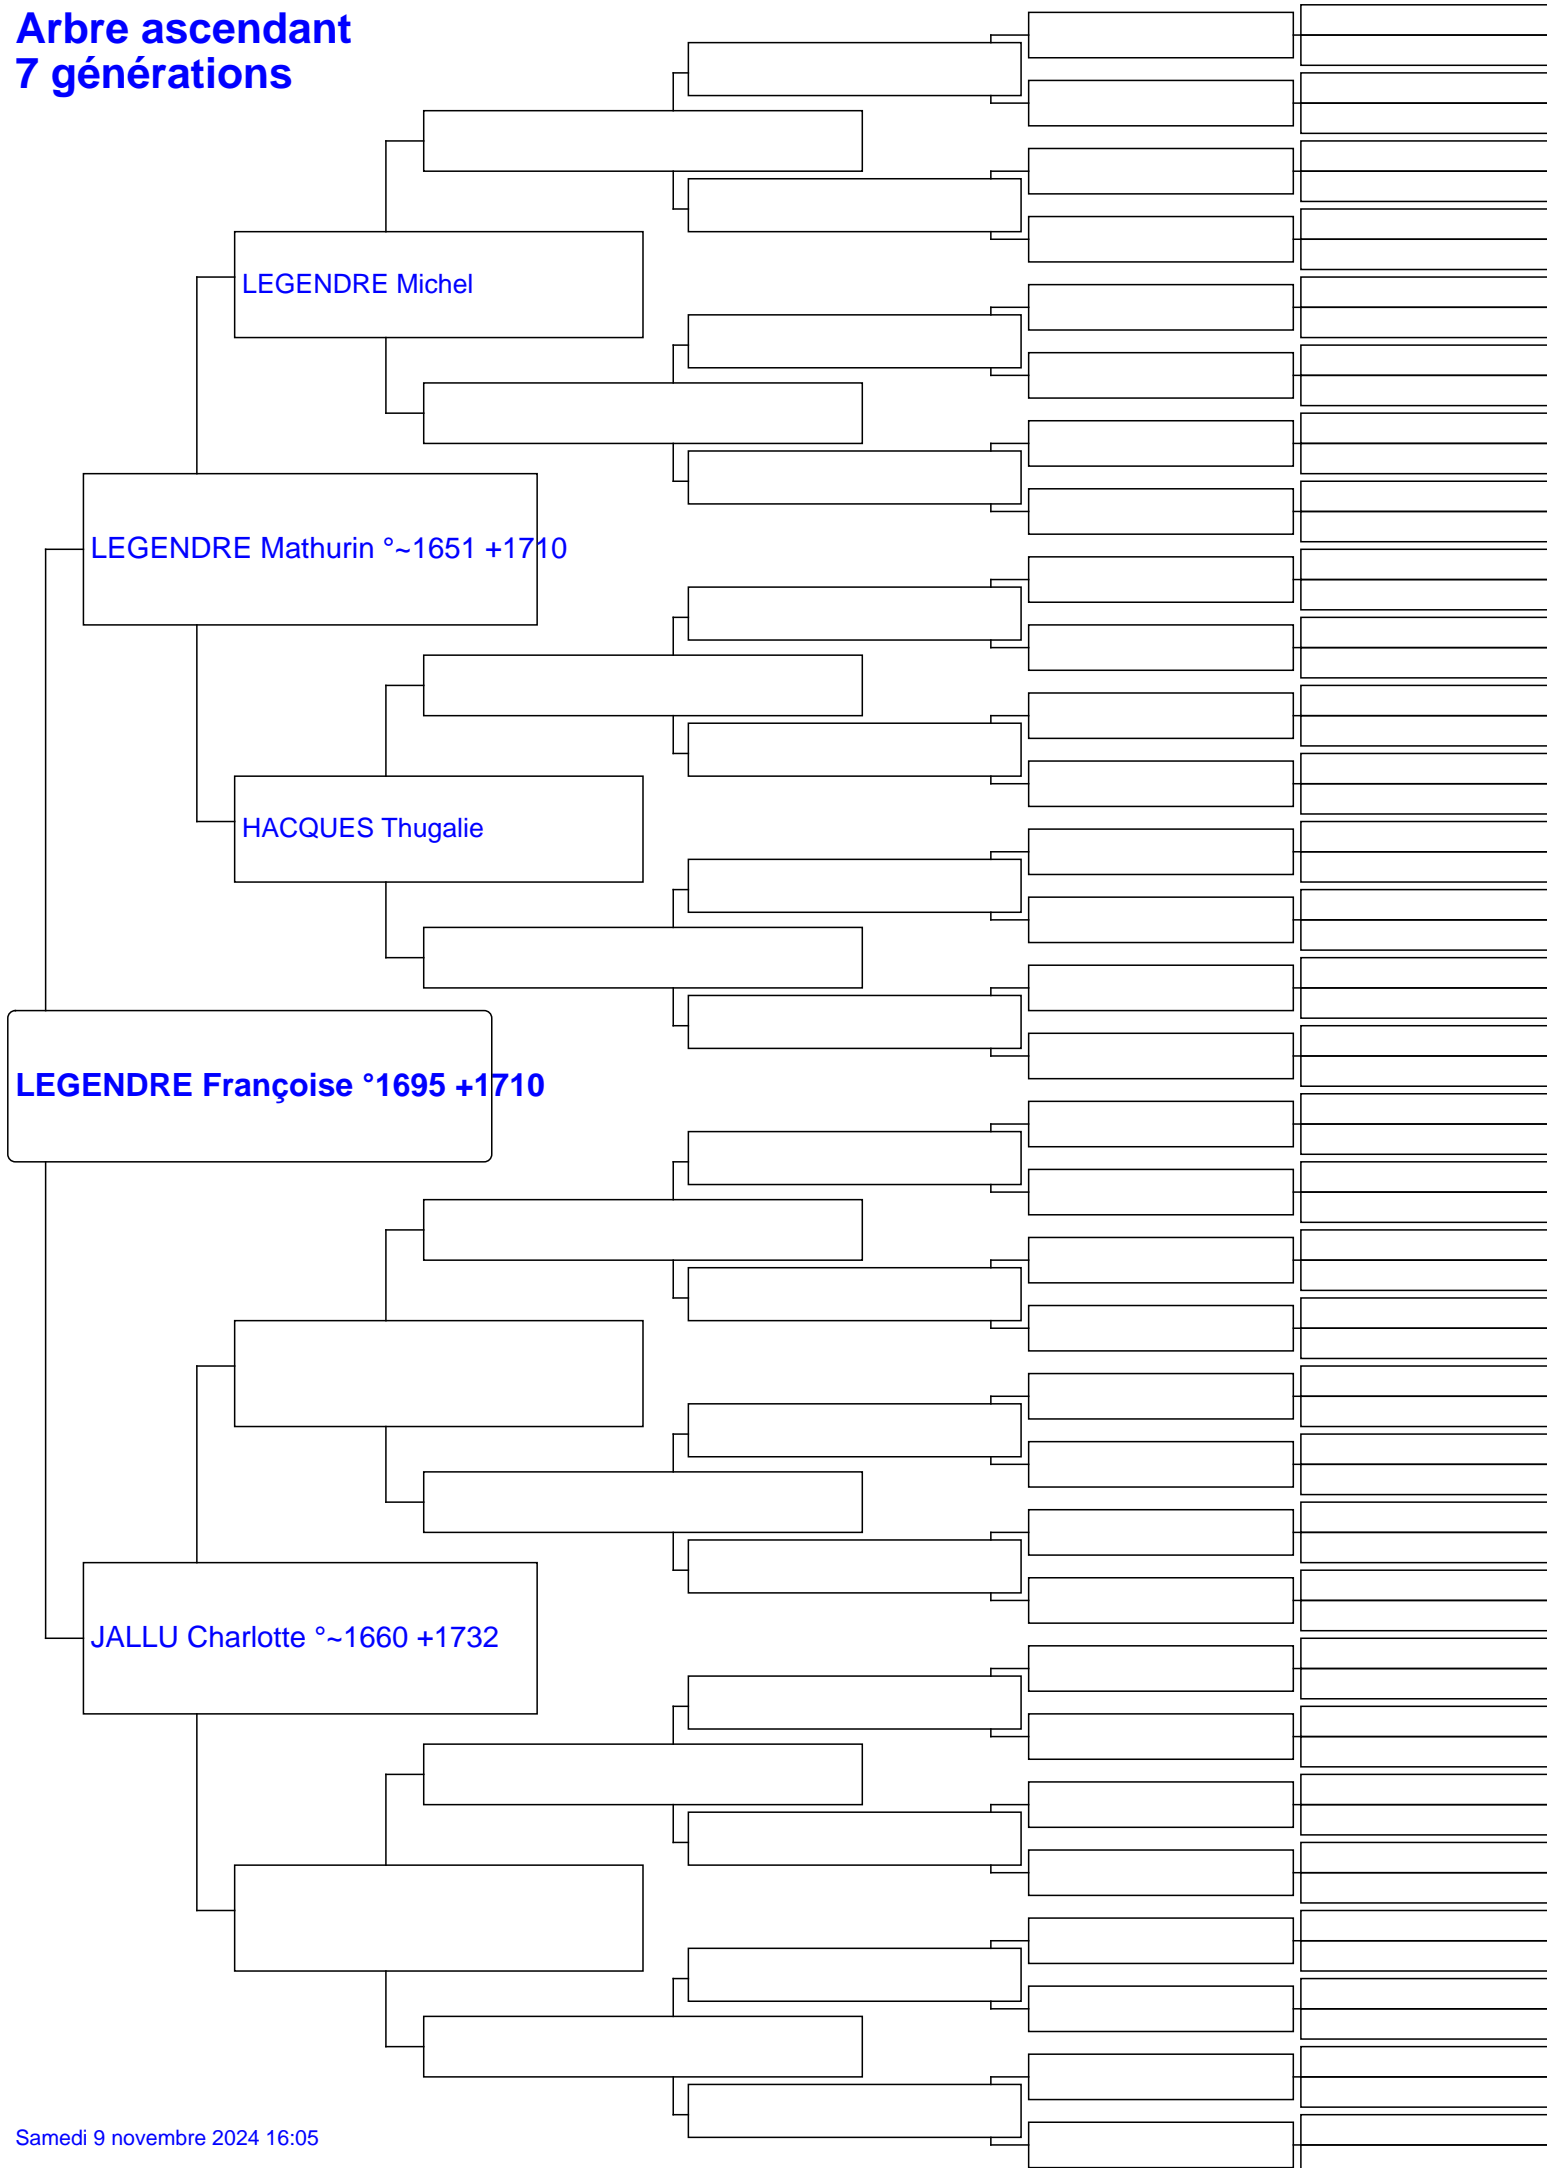 Arbre ascendant
7 générations
LEGENDRE Michel
LEGENDRE Mathurin °~1651 +1710
HACQUES Thugalie
LEGENDRE Françoise °1695 +1710
JALLU Charlotte °~1660 +1732
Samedi 9 novembre 2024 16:05